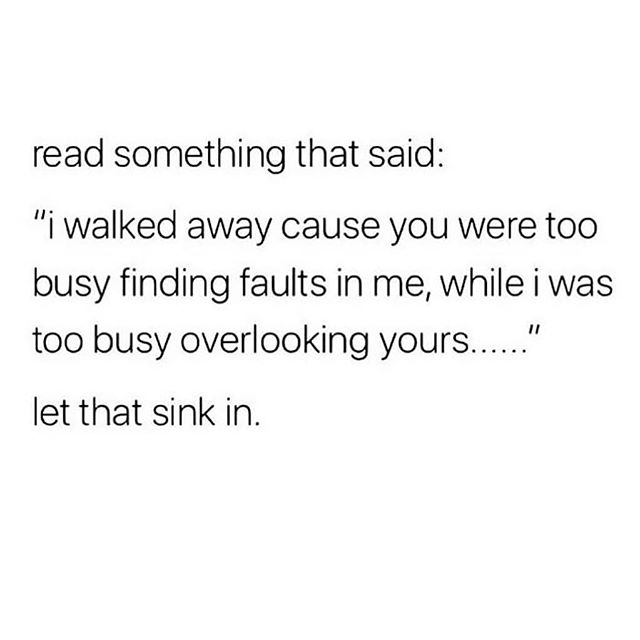 read something that said:
"i walked away cause you were too
busy finding faults in me, while i was
too busy overlooking yours......"
let that sink in.